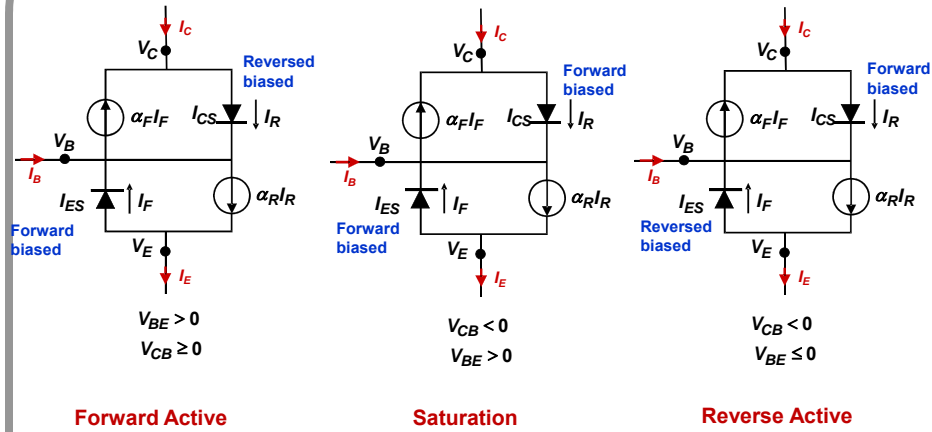 I_C
V_C
Reversed
biased
α_F I_F
I_CS
I_R
V_B
I_B
I_ES
I_F
α_R I_R
Forward
biased
V_E
I_E
V_BE > 0
V_CB ≥ 0
Forward Active
I_C
V_C
Forward
biased
α_F I_F
I_CS
I_R
V_B
I_B
I_ES
I_F
α_R I_R
Forward
biased
V_E
I_E
V_CB < 0
V_BE > 0
Saturation
I_C
V_C
Forward
biased
α_F I_F
I_CS
I_R
V_B
I_B
I_ES
I_F
α_R I_R
Reversed
biased
V_E
I_E
V_CB < 0
V_BE ≤ 0
Reverse Active